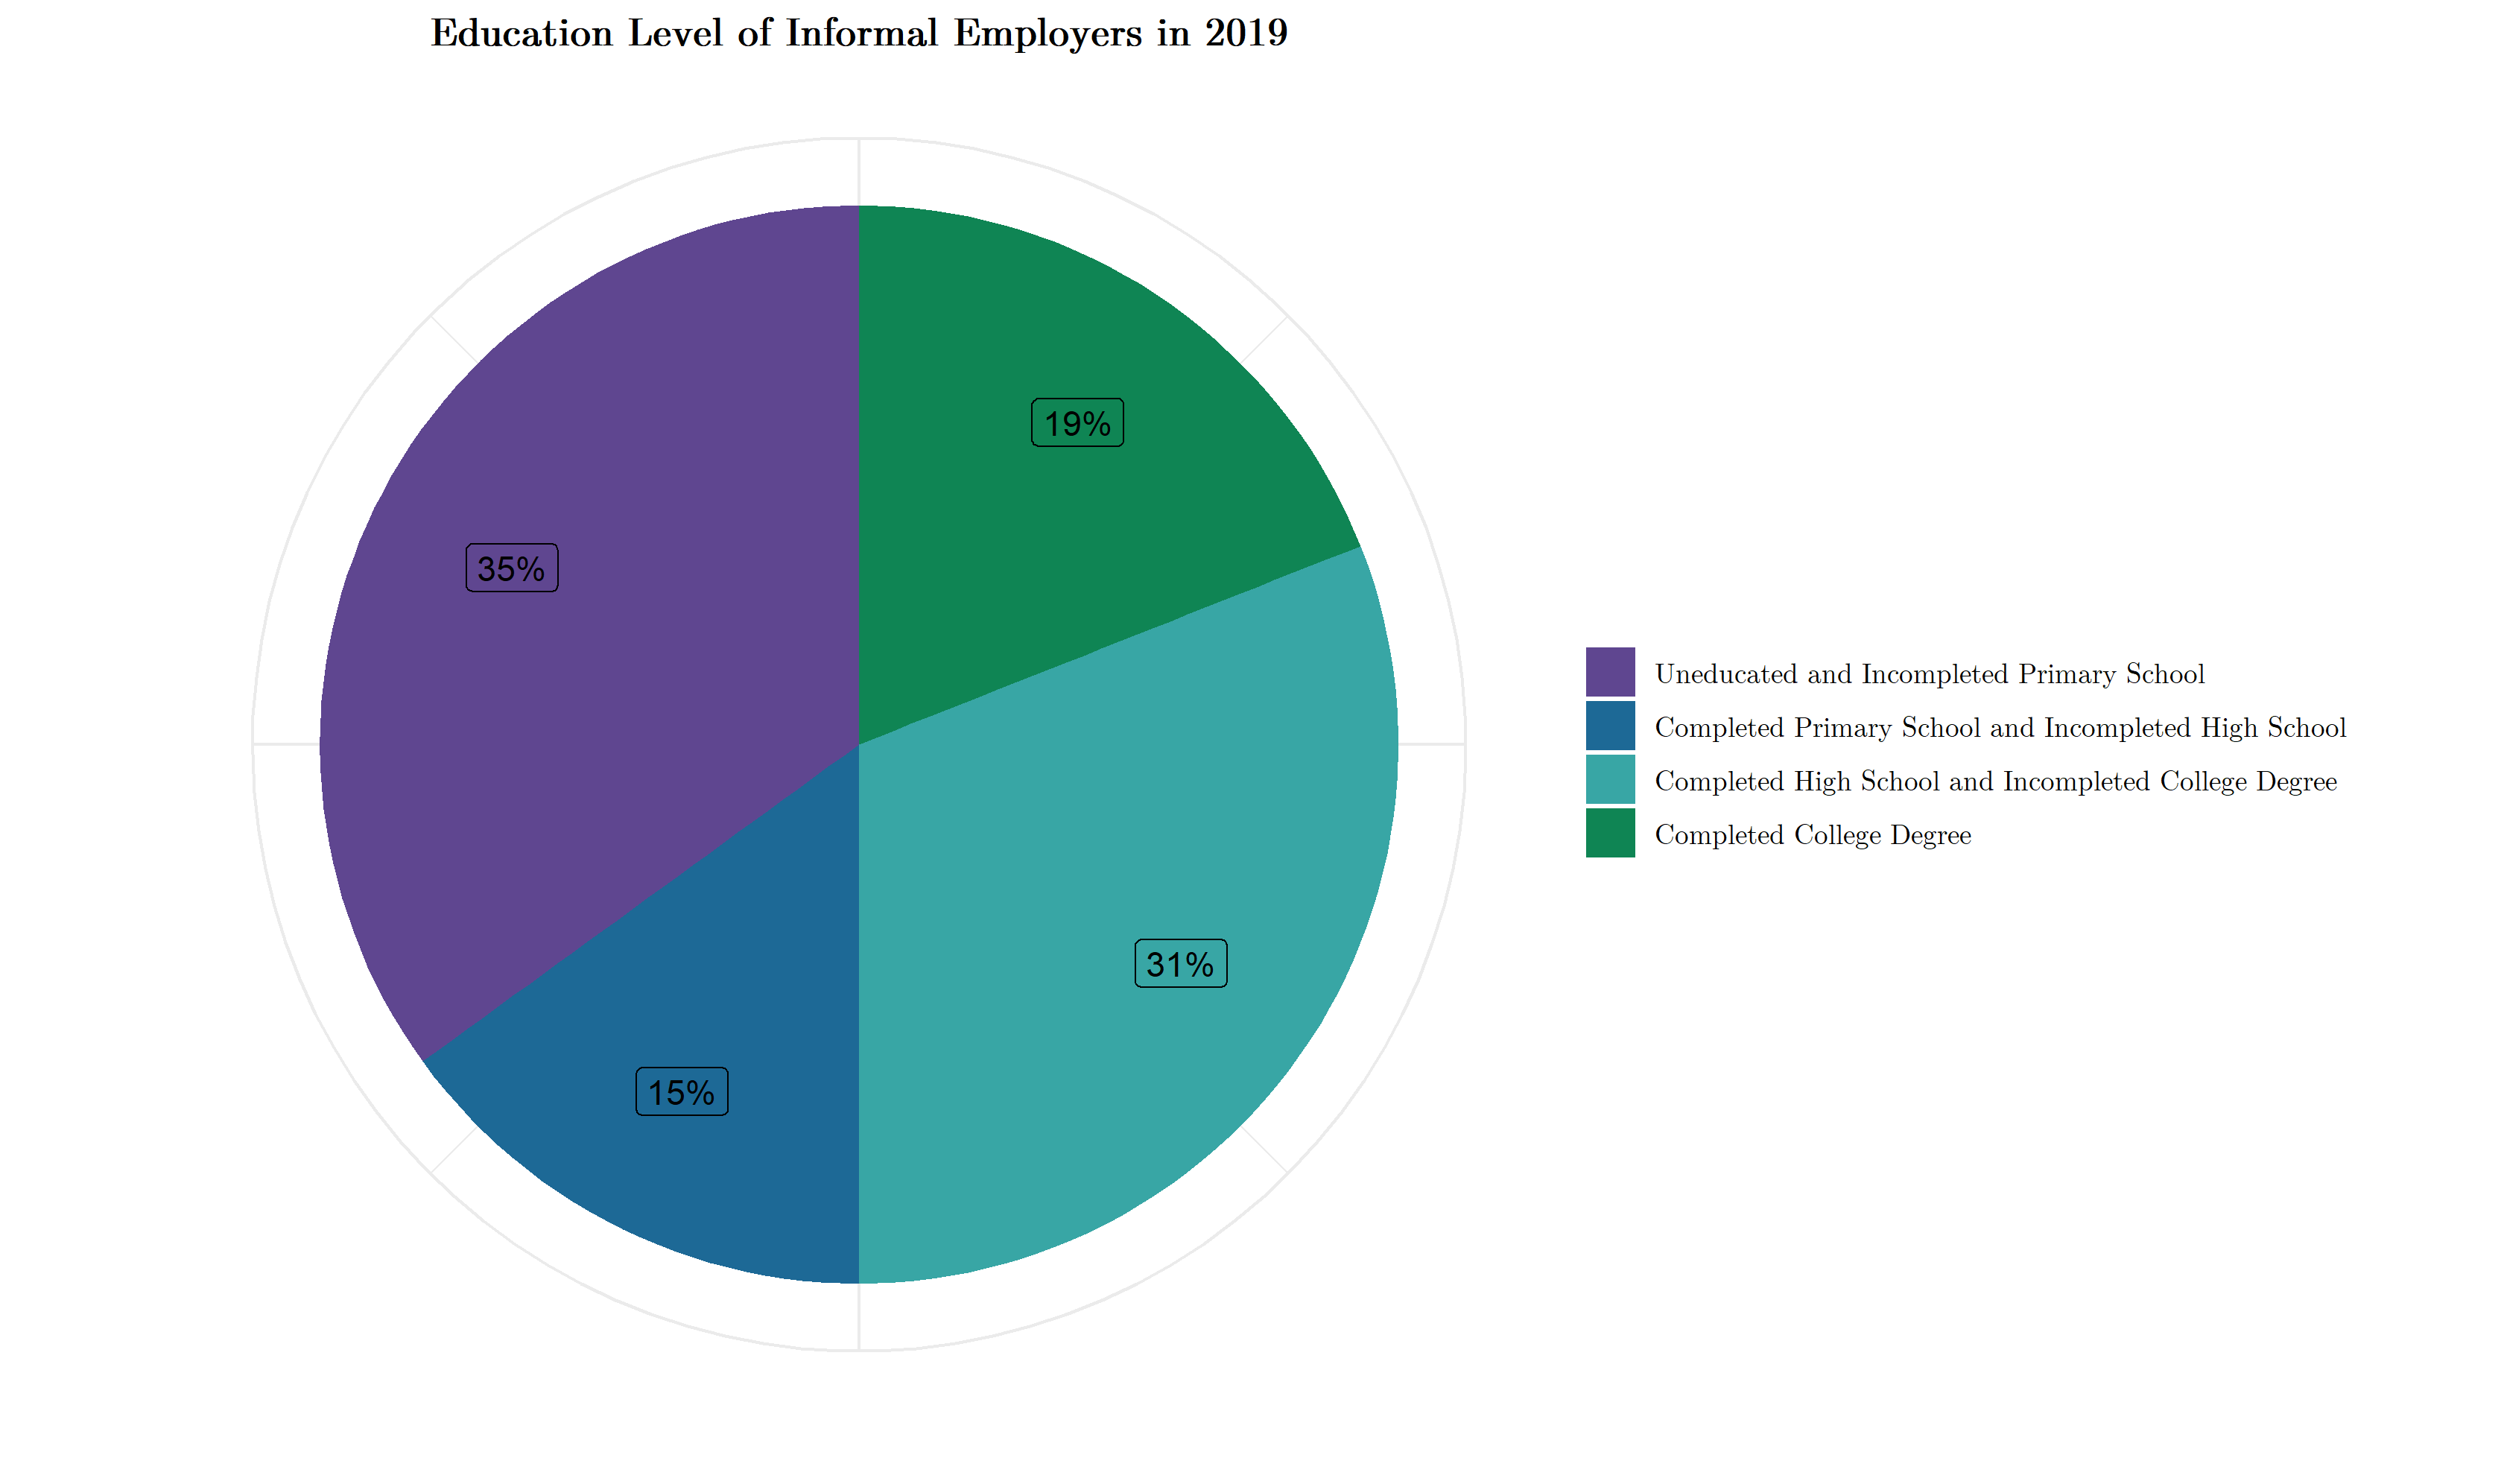 Education Level of Informal Employers in 2019
19%
35%
31%
15%
Uneducated and Incompleted Primary School
Completed Primary School and Incompleted High School
Completed High School and Incompleted College Degree
Completed College Degree